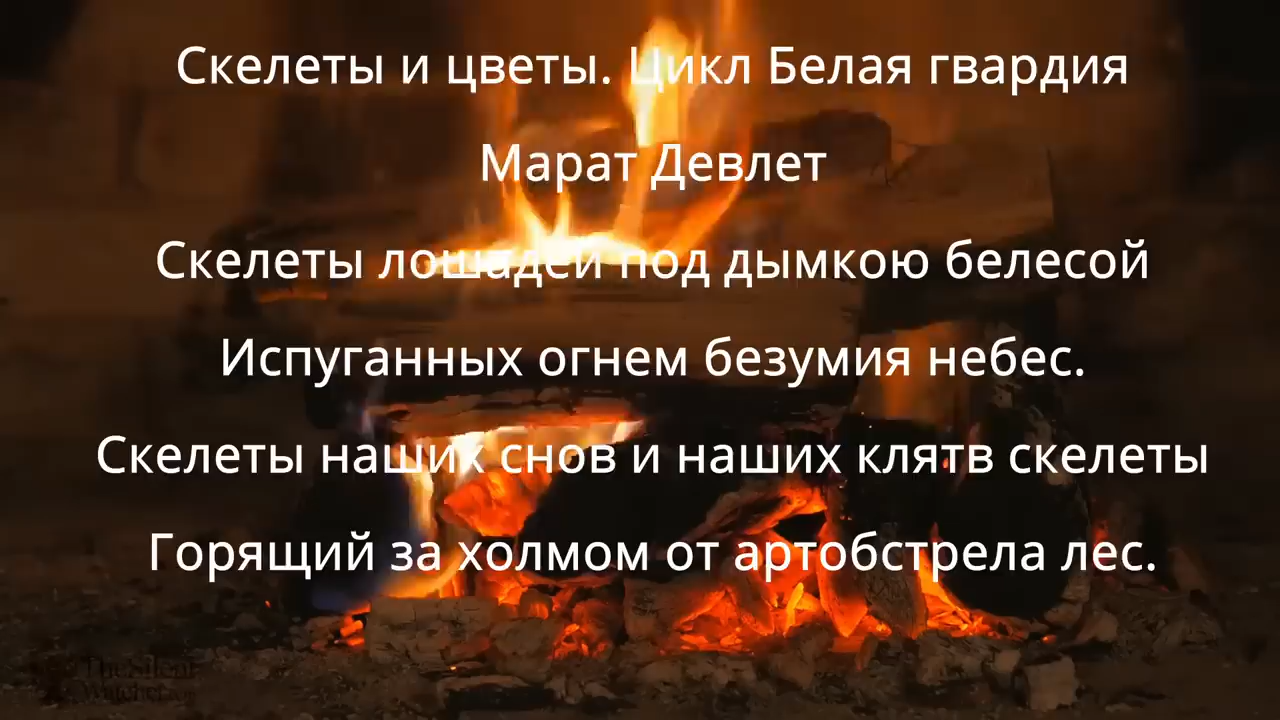 Скелеты и цветы. Цикл Белая гвардия
Марат Девлет
Скелеты лошадей под дымкою белесой
Испуганных огнем безумия небес.
Скелеты наших снов и наших клятв скелеты
Горящий за холмом от артобстрела лес.
TheSilent